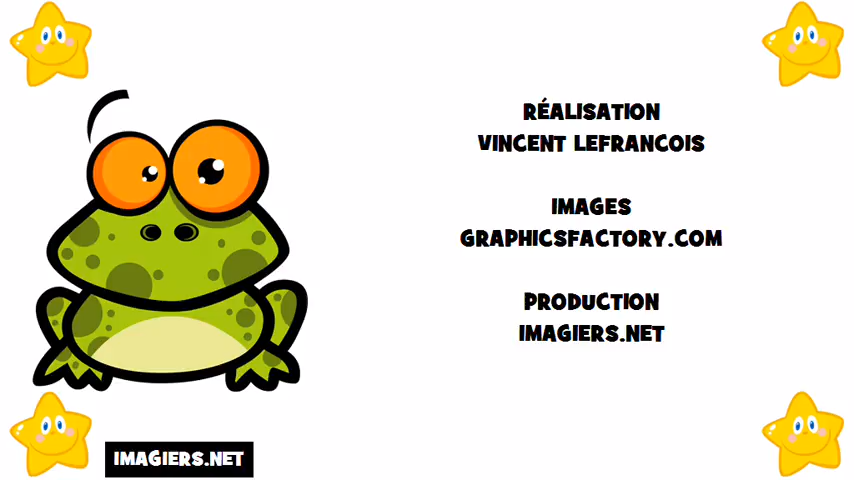 RÉALISATION
VINCENT LEFRANCOIS
IMAGES
GRAPHICSFACTORY.COM
PRODUCTION
IMAGIERS.NET
IMAGIERS.NET